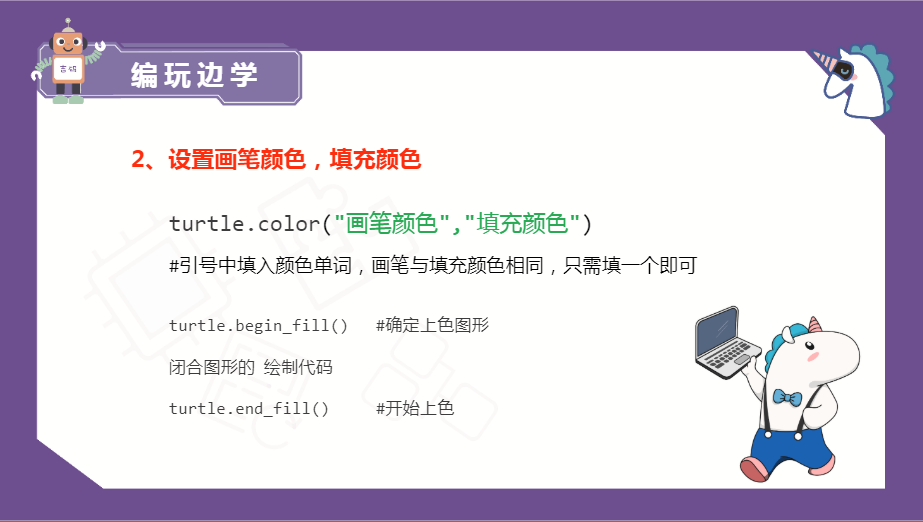 编玩边学
2、设置画笔颜色，填充颜色
turtle.color("画笔颜色","填充颜色")
#引号中填入颜色单词，画笔与填充颜色相同，只需填一个即可
turtle.begin_fill() #确定上色图形
闭合图形的 绘制代码
turtle.end_fill() #开始上色